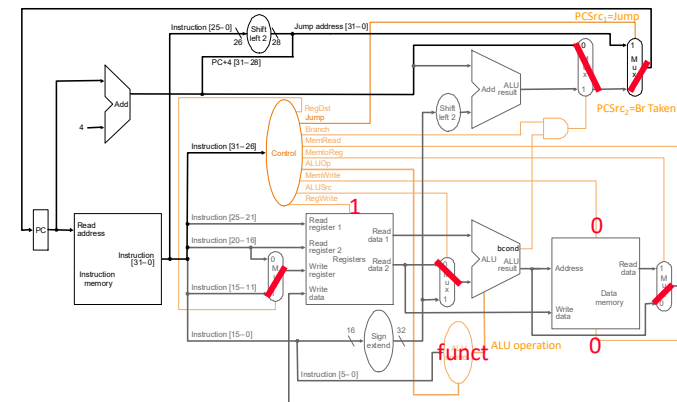 Instruction [25–0]
Shift
left 2
26
28
Jump address [31–0]
PCSrc₁=Jump
PC+4 [31–28]
Add
4
0
M
u
x
1
1
M
u
x
0
Add
ALU
result
Shift
left 2
PCSrc₂=Br Taken
RegDst
Jump
Branch
MemRead
MemtoReg
ALUOp
MemWrite
ALUSrc
RegWrite
Control
Instruction [31–26]
1
0
PC
Read
address
Instruction
[31–0]
Instruction
memory
Instruction [25–21]
Instruction [20–16]
Instruction [15–11]
0
M
Read
register 1
Read
register 2
Write
register
Write
data
Registers
Read
data 1
Read
data 2
M
u
x
1
bcond
ALU
ALU
result
Address
Write
data
Read
data
Data
memory
1
M
u
0
Instruction [15–0]
16
Sign
extend
32
Instruction [5–0]
funct
ALU operation
0